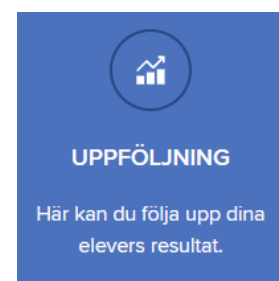 UPPFÖLJNING
Här kan du följa upp dina
elevers resultat.